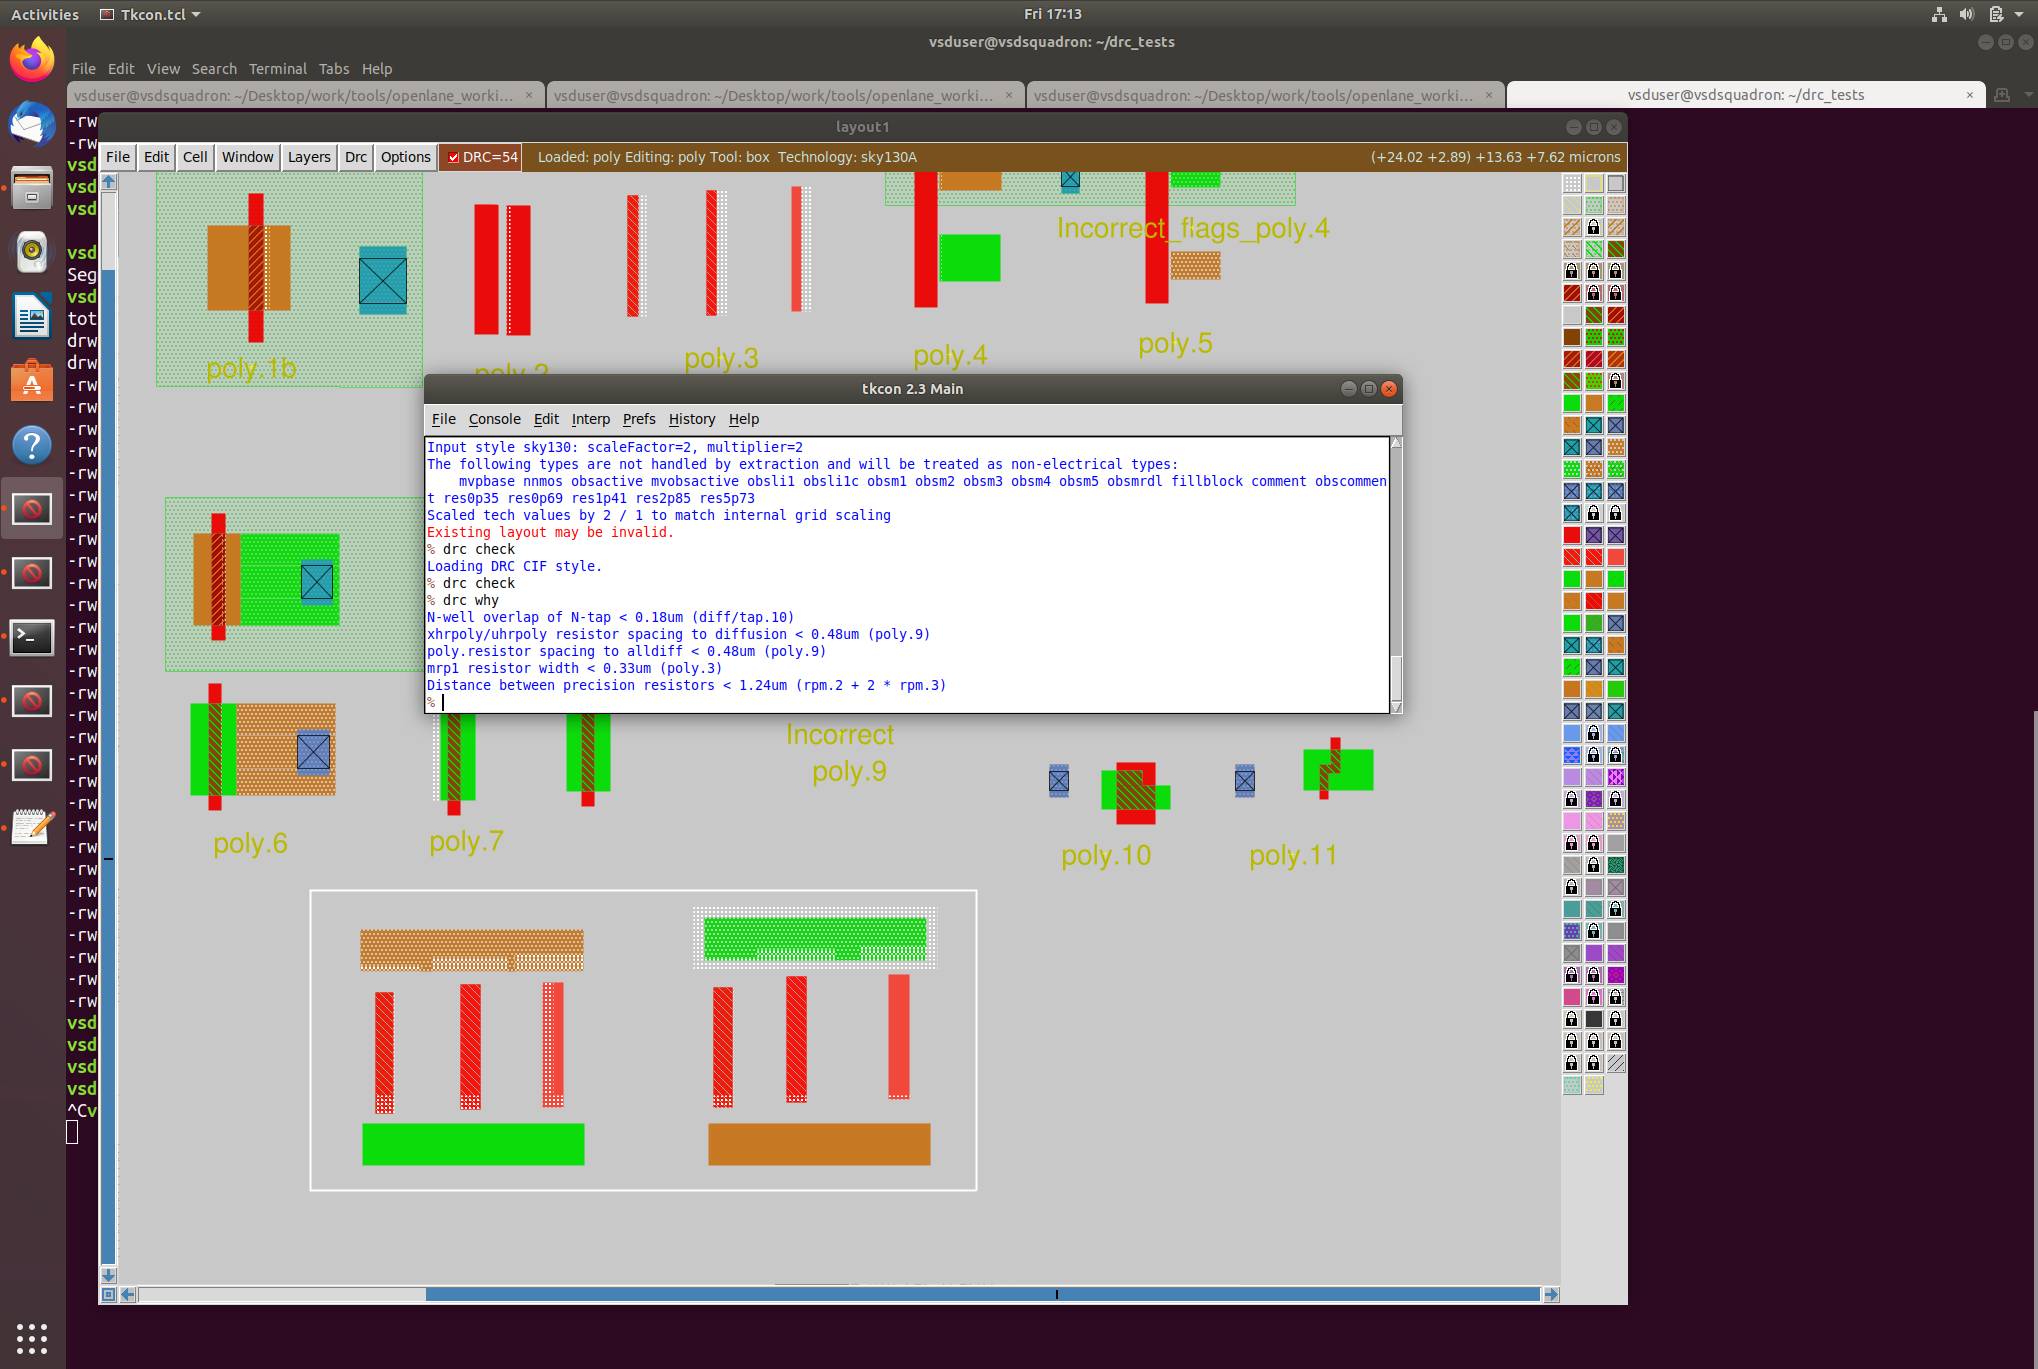 Activities Tkcon.tcl Fri 17:13
vsduser@vsdsquadron: ~/drc_tests
File Edit View Search Terminal Tabs Help
vsduser@vsdsquadron: ~/Desktop/work/tools/openlane_worki... × vsduser@vsdsquadron: ~/Desktop/work/tools/openlane_worki... × vsduser@vsdsquadron: ~/Desktop/work/tools/openlane_worki... × vsduser@vsdsquadron: ~/drc_tests ×
-rw
layout1
-rw
File Edit Cell Window Layers Drc Options DRC=54 Loaded: poly Editing: poly Tool: box Technology: sky130A (+24.02 +2.89) +13.63 +7.62 microns
vsd
vsd
vsd
Incorrect_flags_poly.4
vsd
Seg
vsd
tot
drw
poly.5
drw
poly.1b poly.2 poly.3 poly.4
-rw
tkcon 2.3 Main
-rw
File Console Edit Interp Prefs History Help
-rw
Input style sky130: scaleFactor=2, multiplier=2
The following types are not handled by extraction and will be treated as non-electrical types:
mvpbase nnmos obsactive mvobsactive obsli1 obsli1c obsm1 obsm2 obsm3 obsm4 obsm5 obsmrdl fillblock comment obscommen
t res0p35 res0p69 res1p41 res2p85 res5p73
Scaled tech values by 2 / 1 to match internal grid scaling
Existing layout may be invalid.
% drc check
Loading DRC CIF style.
% drc check
% drc why
N-well overlap of N-tap < 0.18um (diff/tap.10)
xhrpoly/uhrpoly resistor spacing to diffusion < 0.48um (poly.9)
poly.resistor spacing to alldiff < 0.48um (poly.9)
mrp1 resistor width < 0.33um (poly.3)
Distance between precision resistors < 1.24um (rpm.2 + 2 * rpm.3)
%
-rw
-rw
-rw
-rw
-rw
-rw
-rw
-rw
-rw
-rw
-rw
-rw
-rw
-rw
Incorrect
poly.9
-rw
-rw
-rw
-rw
poly.6 poly.7 poly.10 poly.11
-rw
-rw
-rw
-rw
-rw
-rw
-rw
-rw
vsd
vsd
vsd
vsd
^Cv